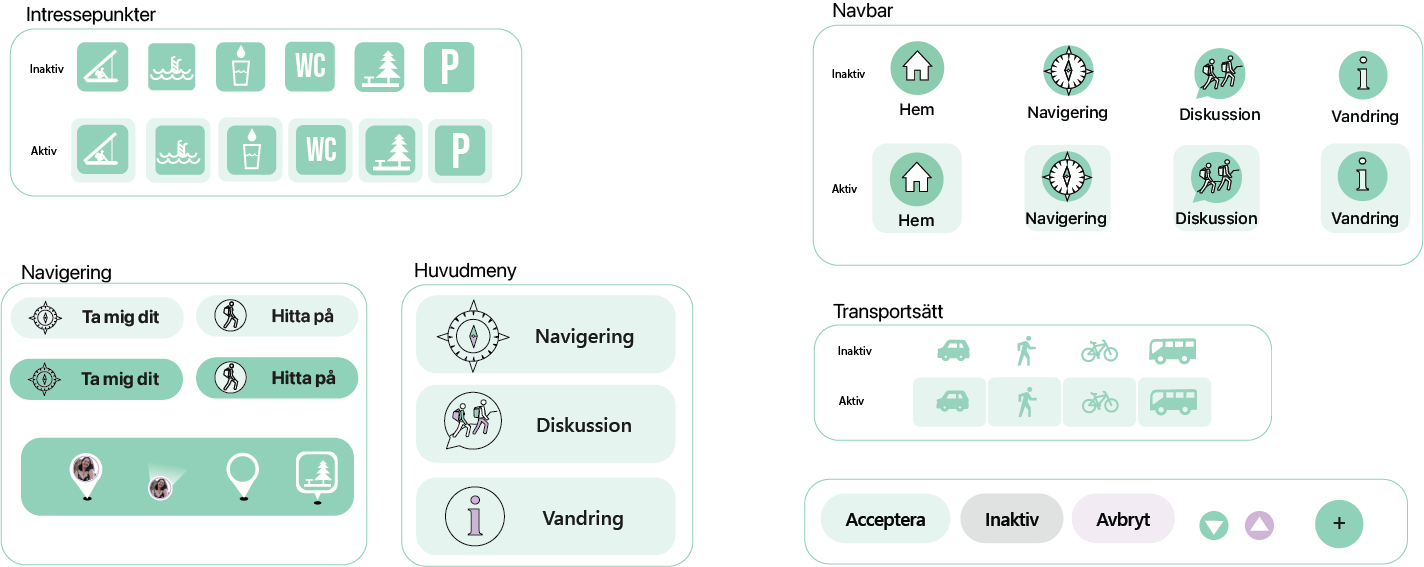 Intressepunkter
Inaktiv
WC
P
Aktiv
WC
P
Navbar
Inaktiv
Hem
Navigering
Diskussion
i
Vandring
Aktiv
Hem
Navigering
Diskussion
i
Vandring
Navigering
Ta mig dit
Hitta på
Ta mig dit
Hitta på
Huvudmeny
Navigering
Diskussion
i
Vandring
Transportsätt
Inaktiv
Aktiv
Acceptera
Inaktiv
Avbryt
+